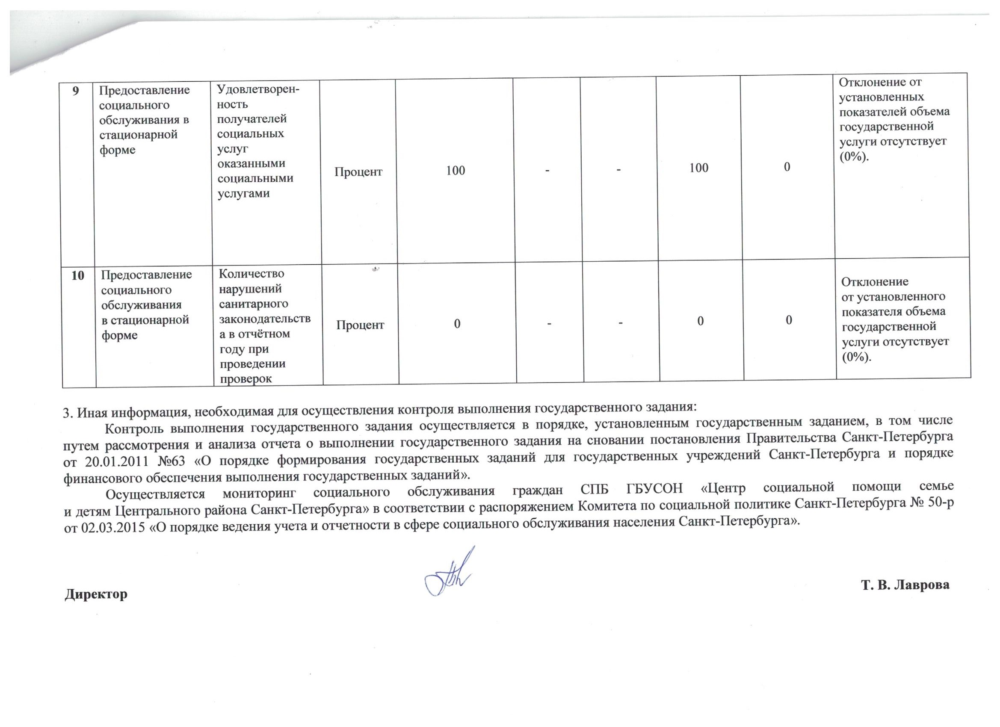 9
Предоставление
социального
обслуживания в
стационарной
форме
Удовлетворен-
ность
получателей
социальных
услуг
оказанными
социальными
услугами
Процент
100
-
-
100
0
Отклонение от
установленных
показателей объема
государственной
услуги отсутствует
(0%).
10
Предоставление
социального
обслуживания
в стационарной
форме
Количество
нарушений
санитарного
законодательств
а в отчётном
году при
проведении
проверок
Процент
0
-
-
0
0
Отклонение
от установленного
показателя объема
государственной
услуги отсутствует
(0%).
3. Иная информация, необходимая для осуществления контроля выполнения государственного задания:
Контроль выполнения государственного задания осуществляется в порядке, установленным государственным заданием, в том числе
путем рассмотрения и анализа отчета о выполнении государственного задания на сновании постановления Правительства Санкт-Петербурга
от 20.01.2011 №63 «О порядке формирования государственных заданий для государственных учреждений Санкт-Петербурга и порядке
финансового обеспечения выполнения государственных заданий».
Осуществляется мониторинг социального обслуживания граждан СПБ ГБУСОН «Центр социальной помощи семье
и детям Центрального района Санкт-Петербурга» в соответствии с распоряжением Комитета по социальной политике Санкт-Петербурга № 50-р
от 02.03.2015 «О порядке ведения учета и отчетности в сфере социального обслуживания населения Санкт-Петербурга».
Директор
Т. В. Лаврова